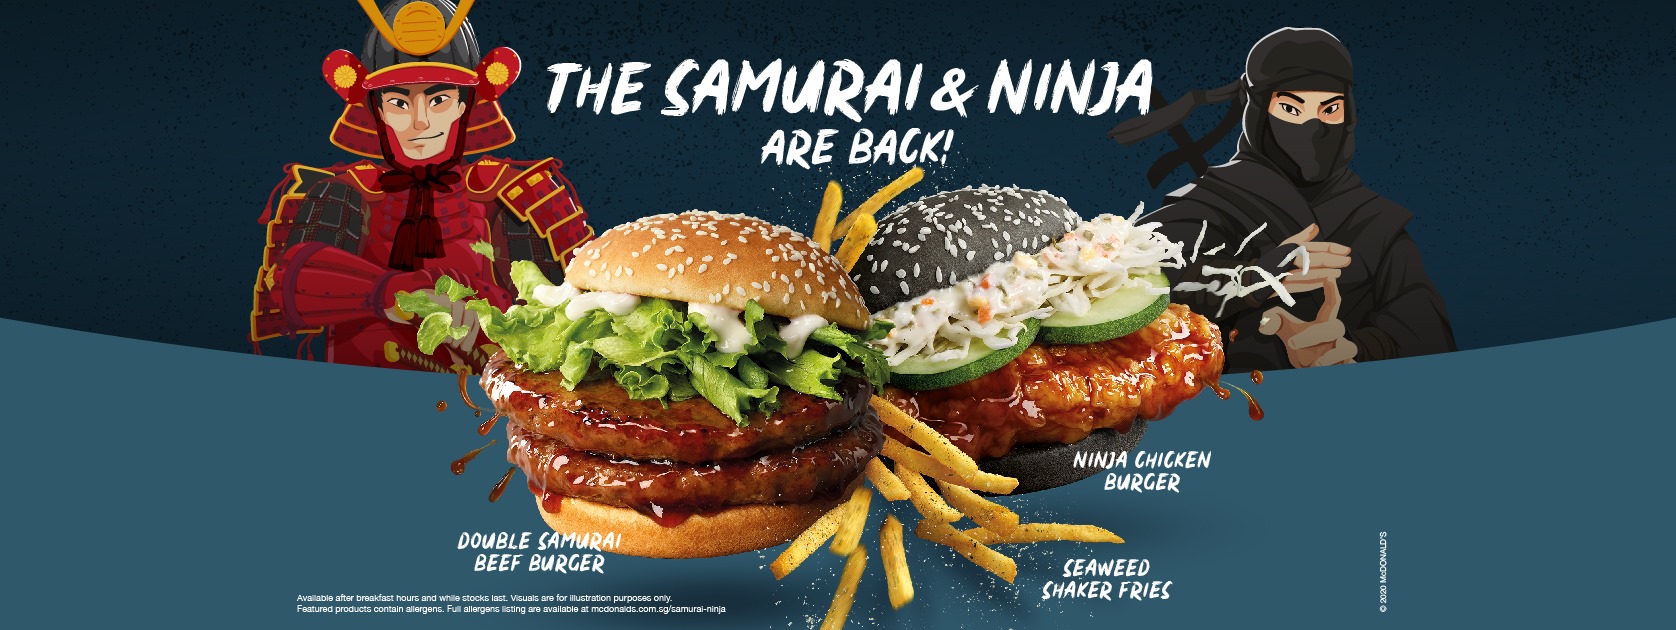 THE SAMURAI & NINJA
ARE BACK!
NINJA CHICKEN
BURGER
DOUBLE SAMURAI
BEEF BURGER
SEAWEED
SHAKER FRIES
Available after breakfast hours and while stocks last. Visuals are for illustration purposes only.
Featured products contain allergens. Full allergens listing are available at mcdonalds.com.sg/samurai-ninja
© 2020 McDONALD'S